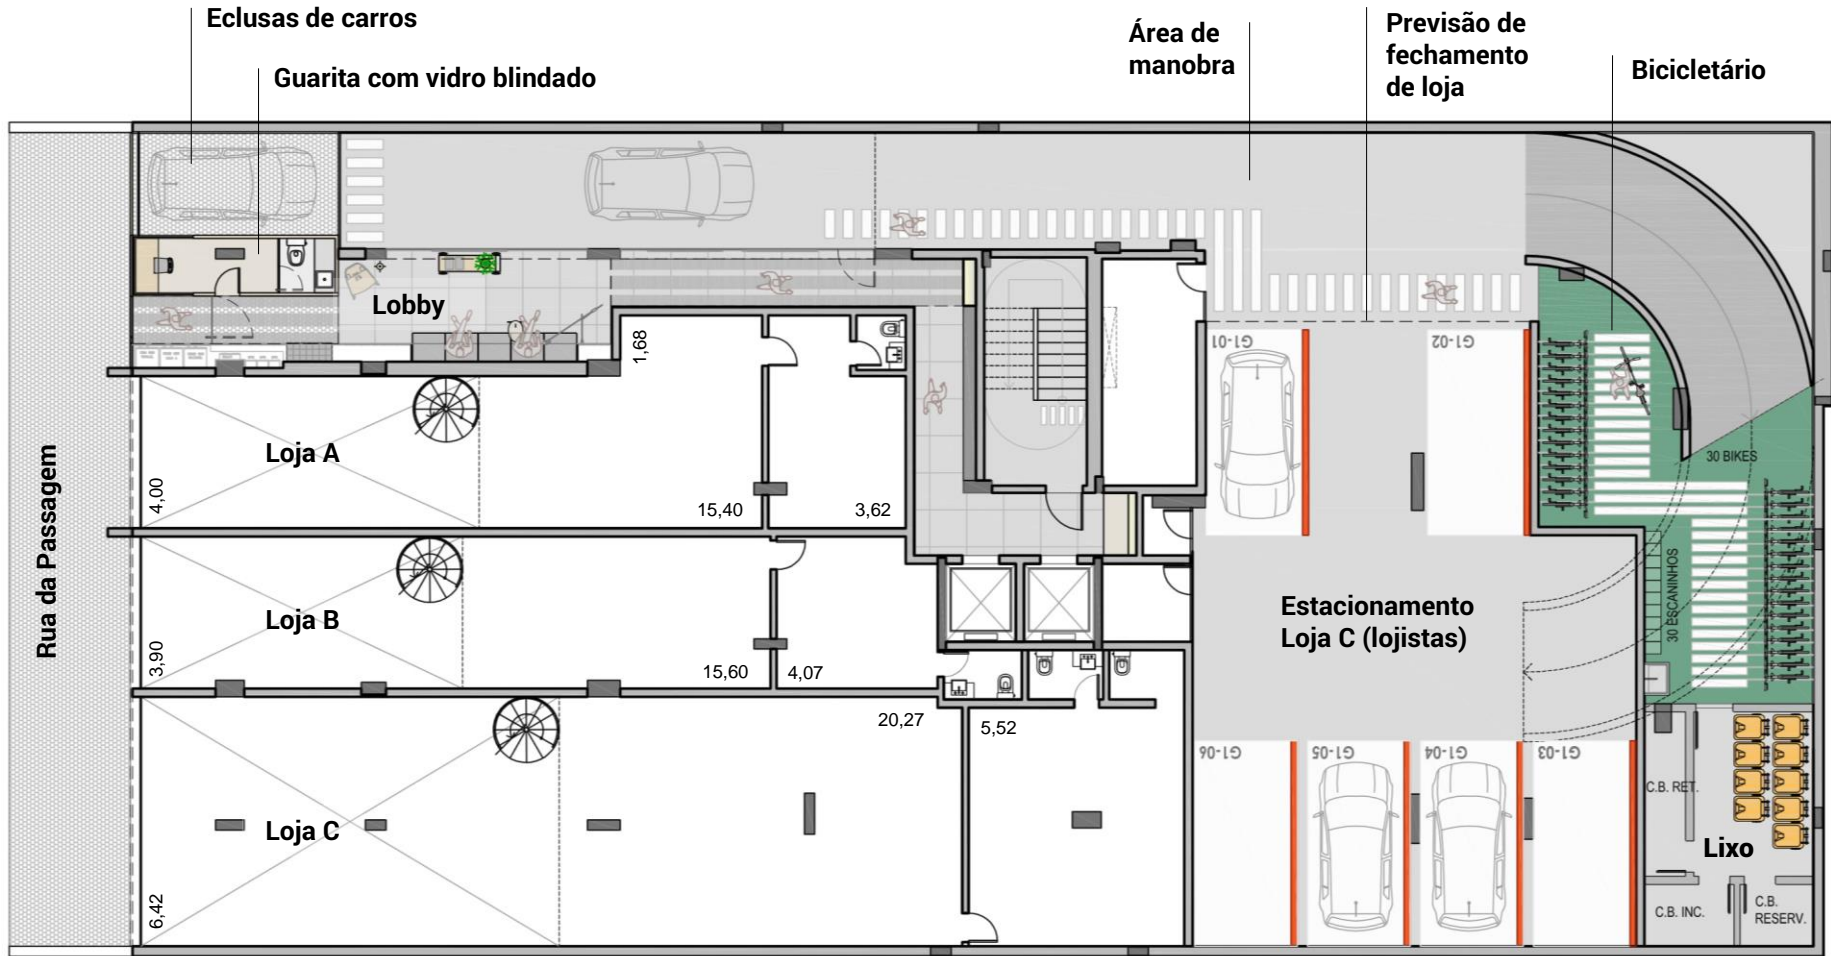 Eclusas de carros
Guarita com vidro blindado
Área de
manobra
Previsão de
fechamento
de loja
Bicicletário
Lobby
1,68
G1-01
G1-02
Rua da Passagem
Loja A
4,00
15,40
3,62
30 BIKES
Loja B
3,90
15,60
4,07
Estacionamento
Loja C (lojistas)
30 ESCANINHOS
20,27
5,52
G1-06
G1-05
G1-04
G1-03
Loja C
6,42
C.B. RET.
Lixo
C.B. INC.
C.B.
RESERV.